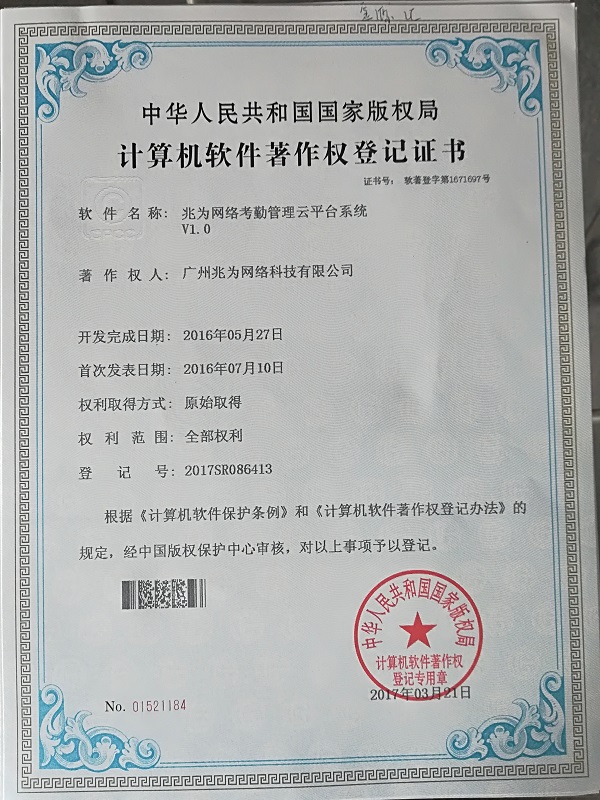 中华人民共和国国家版权局
计算机软件著作权登记证书
证书号： 软著登字第1671697号
软件名称： 兆为网络考勤管理云平台系统
V1.0
著作权人： 广州兆为网络科技有限公司
开发完成日期： 2016年05月27日
首次发表日期： 2016年07月10日
权利取得方式： 原始取得
权利范围： 全部权利
登记号： 2017SR086413
根据《计算机软件保护条例》和《计算机软件著作权登记办法》的
规定，经中国版权保护中心审核，对以上事项予以登记。
中华人民共和国国家版权局
计算机软件著作权
登记专用章
2017年03月21日
No. 01521184